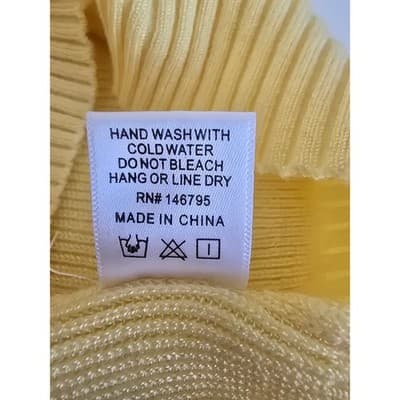 HAND WASH WITH
COLD WATER
DO NOT BLEACH
HANG OR LINE DRY
RN# 146795
MADE IN CHINA